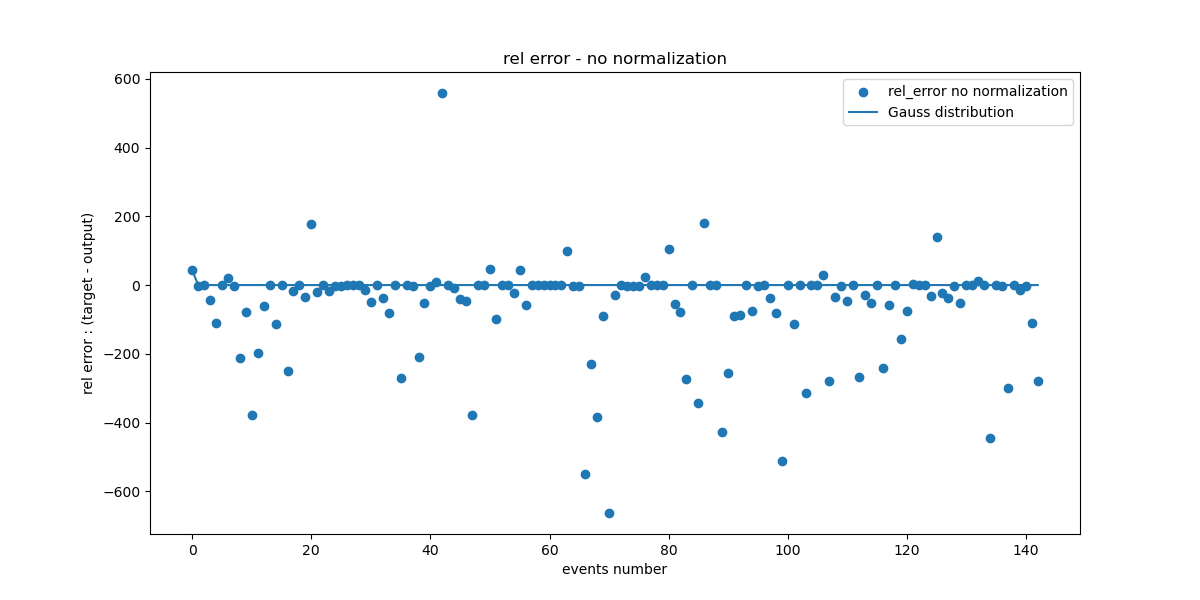 rel error - no normalization
rel_error no normalization
Gauss distribution
rel error : (target - output)
600
400
200
0
−200
−400
−600
0 20 40 60 80 100 120 140
events number